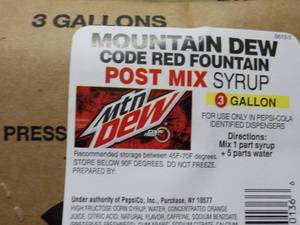 3 GALLONS
5972-3
MOUNTAIN DEW
CODE RED FOUNTAIN
POST MIX SYRUP
3 GALLON
FOR USE ONLY IN PEPSI-COLA
IDENTIFIED DISPENSERS
mtn
DEW
Directions:
Mix 1 part syrup
+ 5 parts water
PRESS
Recommended storage between 45F-70F degrees.
STORE BELOW 90F DEGREES. DO NOT FREEZE.
PREPARED BY:
Under authority of PepsiCo, Inc., Purchase, NY 10577
HIGH FRUCTOSE CORN SYRUP, WATER, CONCENTRATED ORANGE
JUICE, CITRIC ACID, NATURAL FLAVOR, CAFFEINE, SODIUM BENZOATE